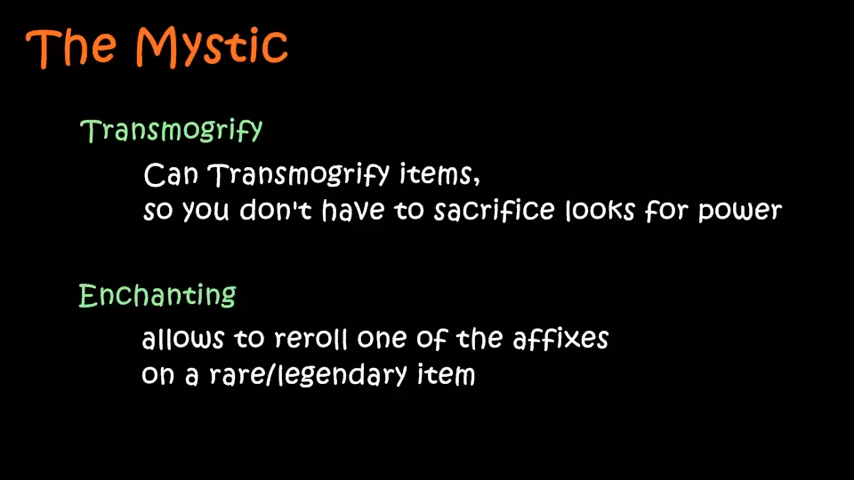 The Mystic
Transmogrify
Can Transmogrify items,
so you don't have to sacrifice looks for power
Enchanting
allows to reroll one of the affixes
on a rare/legendary item